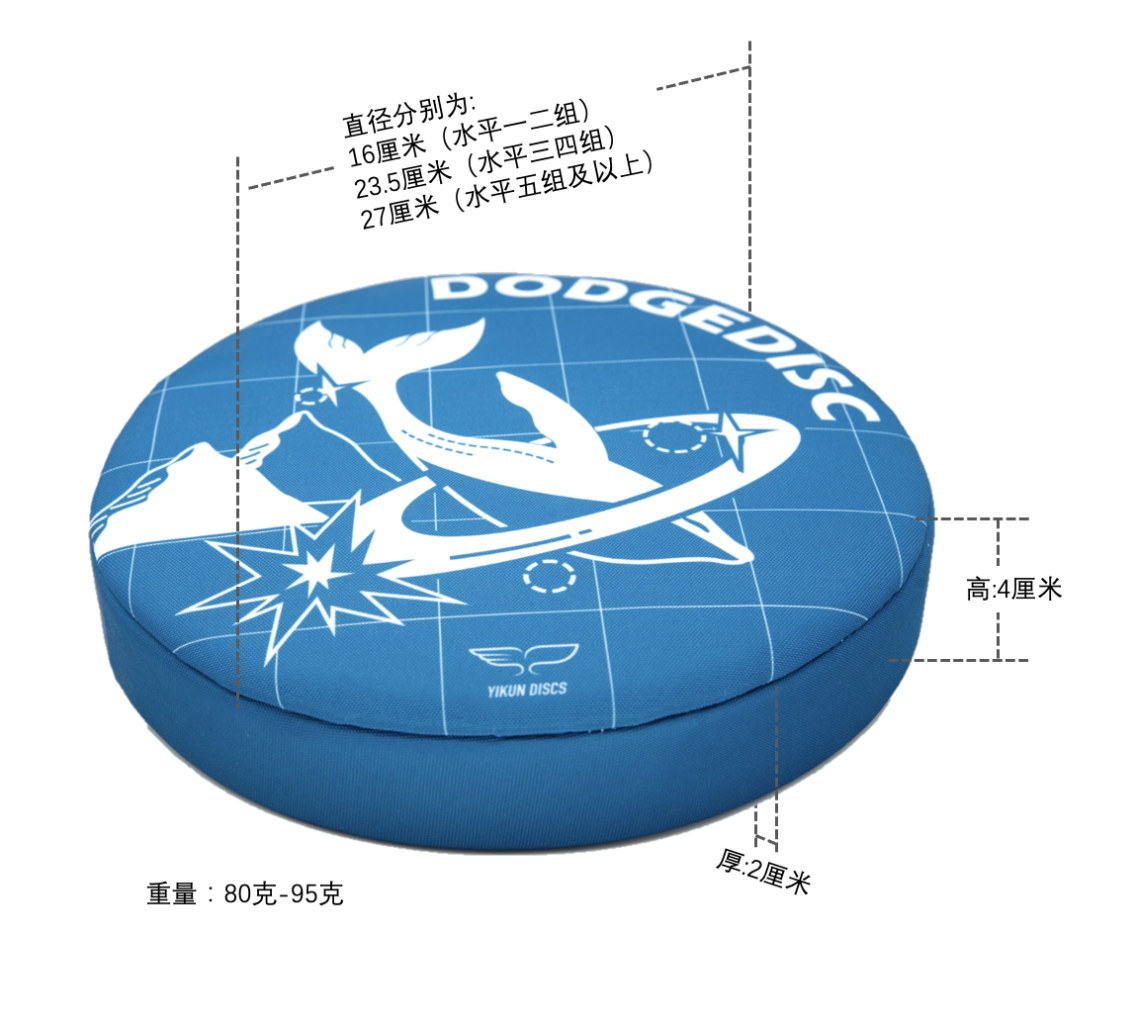 直径分别为:
16厘米（水平一二组）
23.5厘米（水平三四组）
27厘米（水平五组及以上）
DODGEDISC
高:4厘米
YIKUN DISCS
厚:2厘米
重量：80克-95克